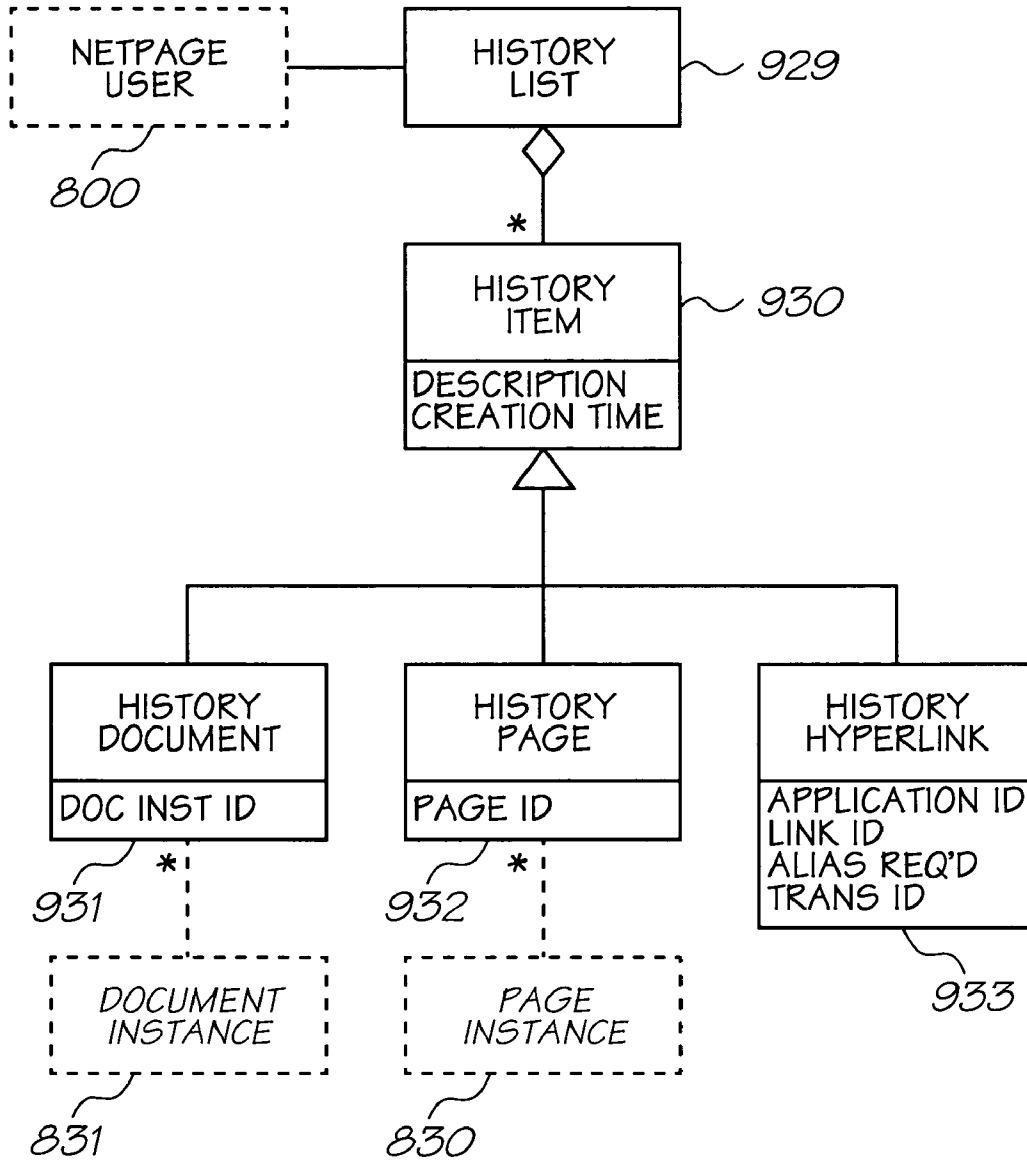 NETPAGE
USER
HISTORY
LIST
929
800
*
HISTORY
ITEM
930
DESCRIPTION
CREATION TIME
HISTORY
DOCUMENT
HISTORY
PAGE
HISTORY
HYPERLINK
DOC INST ID
PAGE ID
APPLICATION ID
LINK ID
ALIAS REQ'D
TRANS ID
*
*
931
932
933
DOCUMENT
INSTANCE
PAGE
INSTANCE
831
830